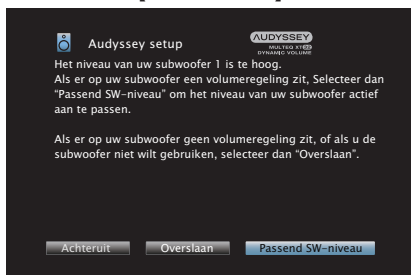 Audyssey setup
AUDYSSEY
MULTEQ XT32
DYNAMIC VOLUME
Het niveau van uw subwoofer 1 is te hoog.
Als er op uw subwoofer een volumeregeling zit, Selecteer dan
"Passend SW-niveau" om het niveau van uw subwoofer actief
aan te passen.
Als er op uw subwoofer geen volumeregeling zit, of als u de
subwoofer niet wilt gebruiken, selecteer dan "Overslaan".
Achteruit Overslaan Passend SW-niveau